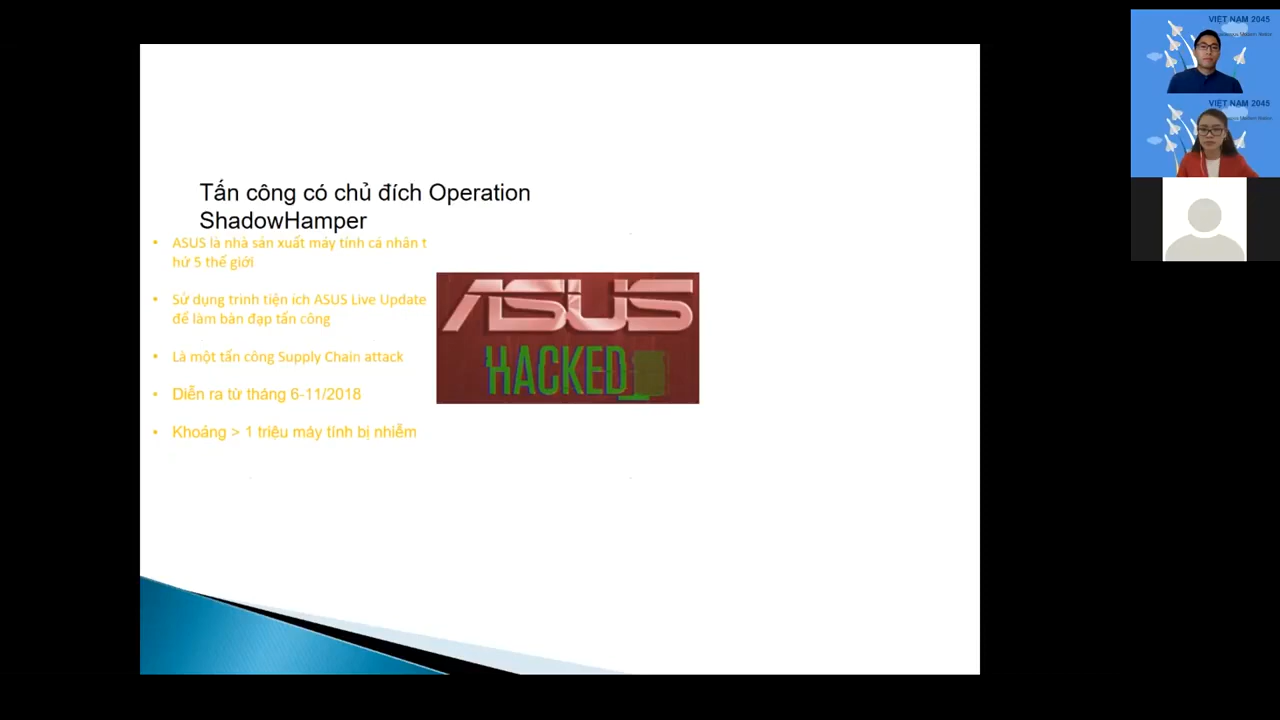 Tấn công có chủ đích Operation
ShadowHamper
• ASUS là nhà sản xuất máy tính cá nhân t
hứ 5 thế giới
• Sử dụng trình tiện ích ASUS Live Update
để làm bàn đạp tấn công
• Là một tấn công Supply Chain attack
• Diễn ra từ tháng 6-11/2018
• Khoảng > 1 triệu máy tính bị nhiễm
ASUS
HACKED
VIỆT NAM 2045
VIỆT NAM 2045